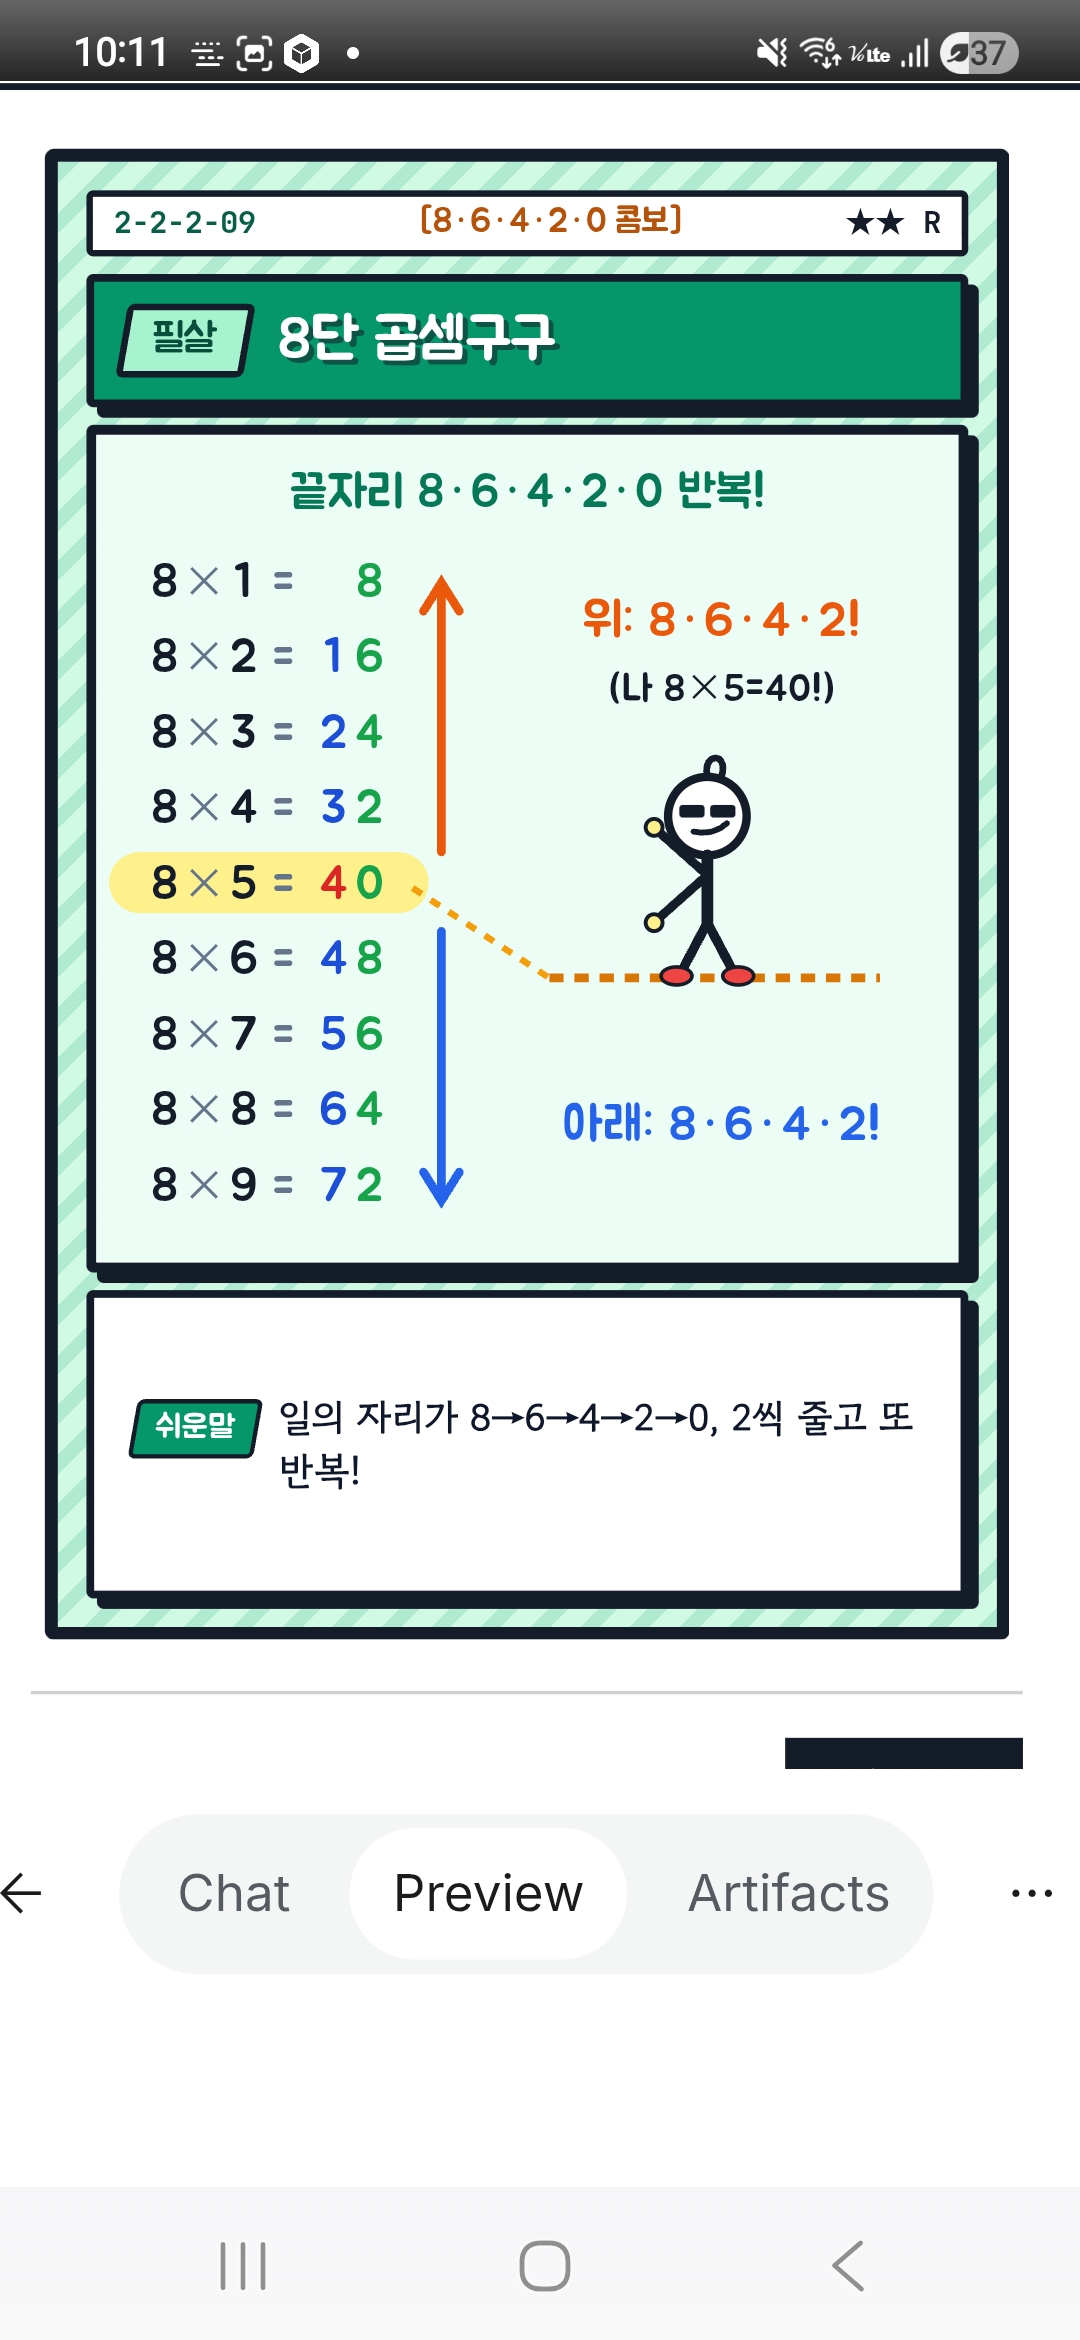 10:11
Lte
37
2-2-2-09 [8·6·4·2·0 콤보] ★★ R
필살 8단 곱셈구구
끝자리 8·6·4·2·0 반복!
8 × 1 = 8
8 × 2 = 16
8 × 3 = 24
8 × 4 = 32
8 × 5 = 40
8 × 6 = 48
8 × 7 = 56
8 × 8 = 64
8 × 9 = 72
위: 8·6·4·2!
(나 8×5=40!)
아래: 8·6·4·2!
쉬운말 일의 자리가 8→6→4→2→0, 2씩 줄고 또
반복!
Chat Preview Artifacts